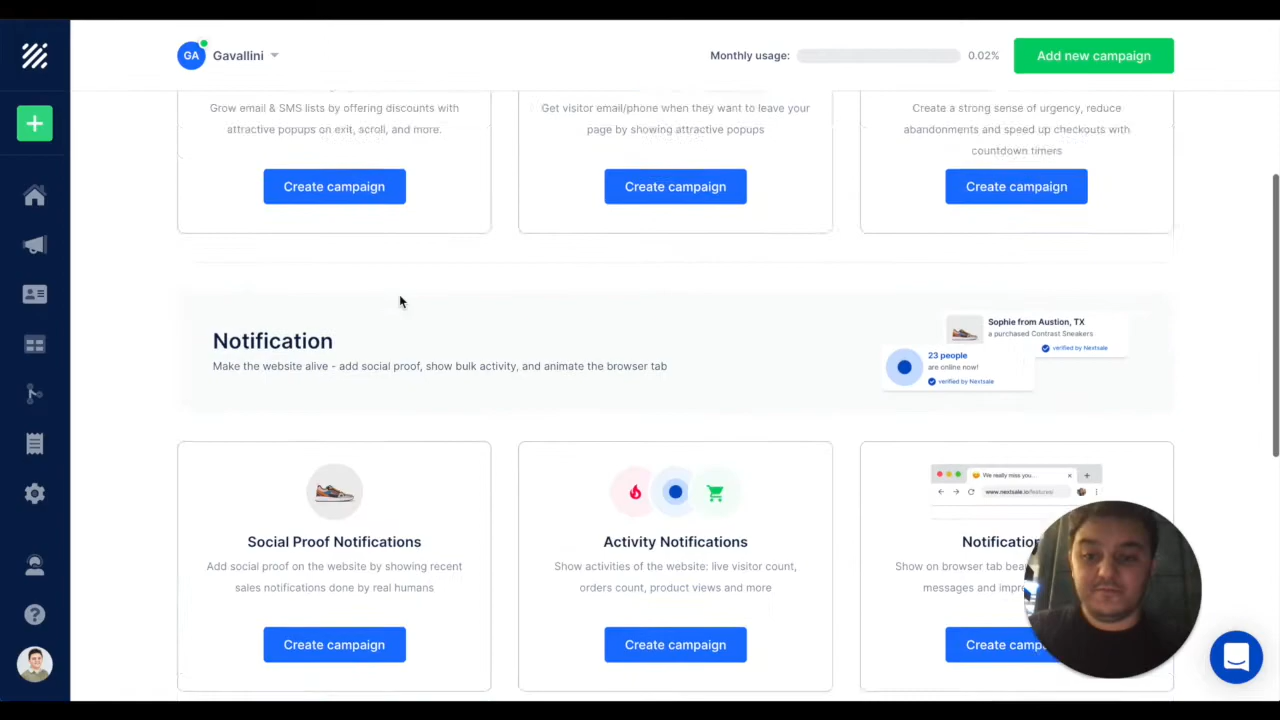 GA
Gavallini
Monthly usage:
0.02%
Add new campaign
Grow email & SMS lists by offering discounts with
attractive popups on exit, scroll, and more.
Create campaign
Get visitor email/phone when they want to leave your
page by showing attractive popups
Create campaign
Create a strong sense of urgency, reduce
abandonments and speed up checkouts with
countdown timers
Create campaign
Notification
Make the website alive - add social proof, show bulk activity, and animate the browser tab
Sophie from Austion, TX
a purchased Contrast Sneakers
verified by Nextsale
23 people
are online now!
verified by Nextsale
Social Proof Notifications
Add social proof on the website by showing recent
sales notifications done by real humans
Create campaign
Activity Notifications
Show activities of the website: live visitor count,
orders count, product views and more
Create campaign
We really miss you...
www.nextsale.io/features/
Notification
Show on browser tab
messages and
Create